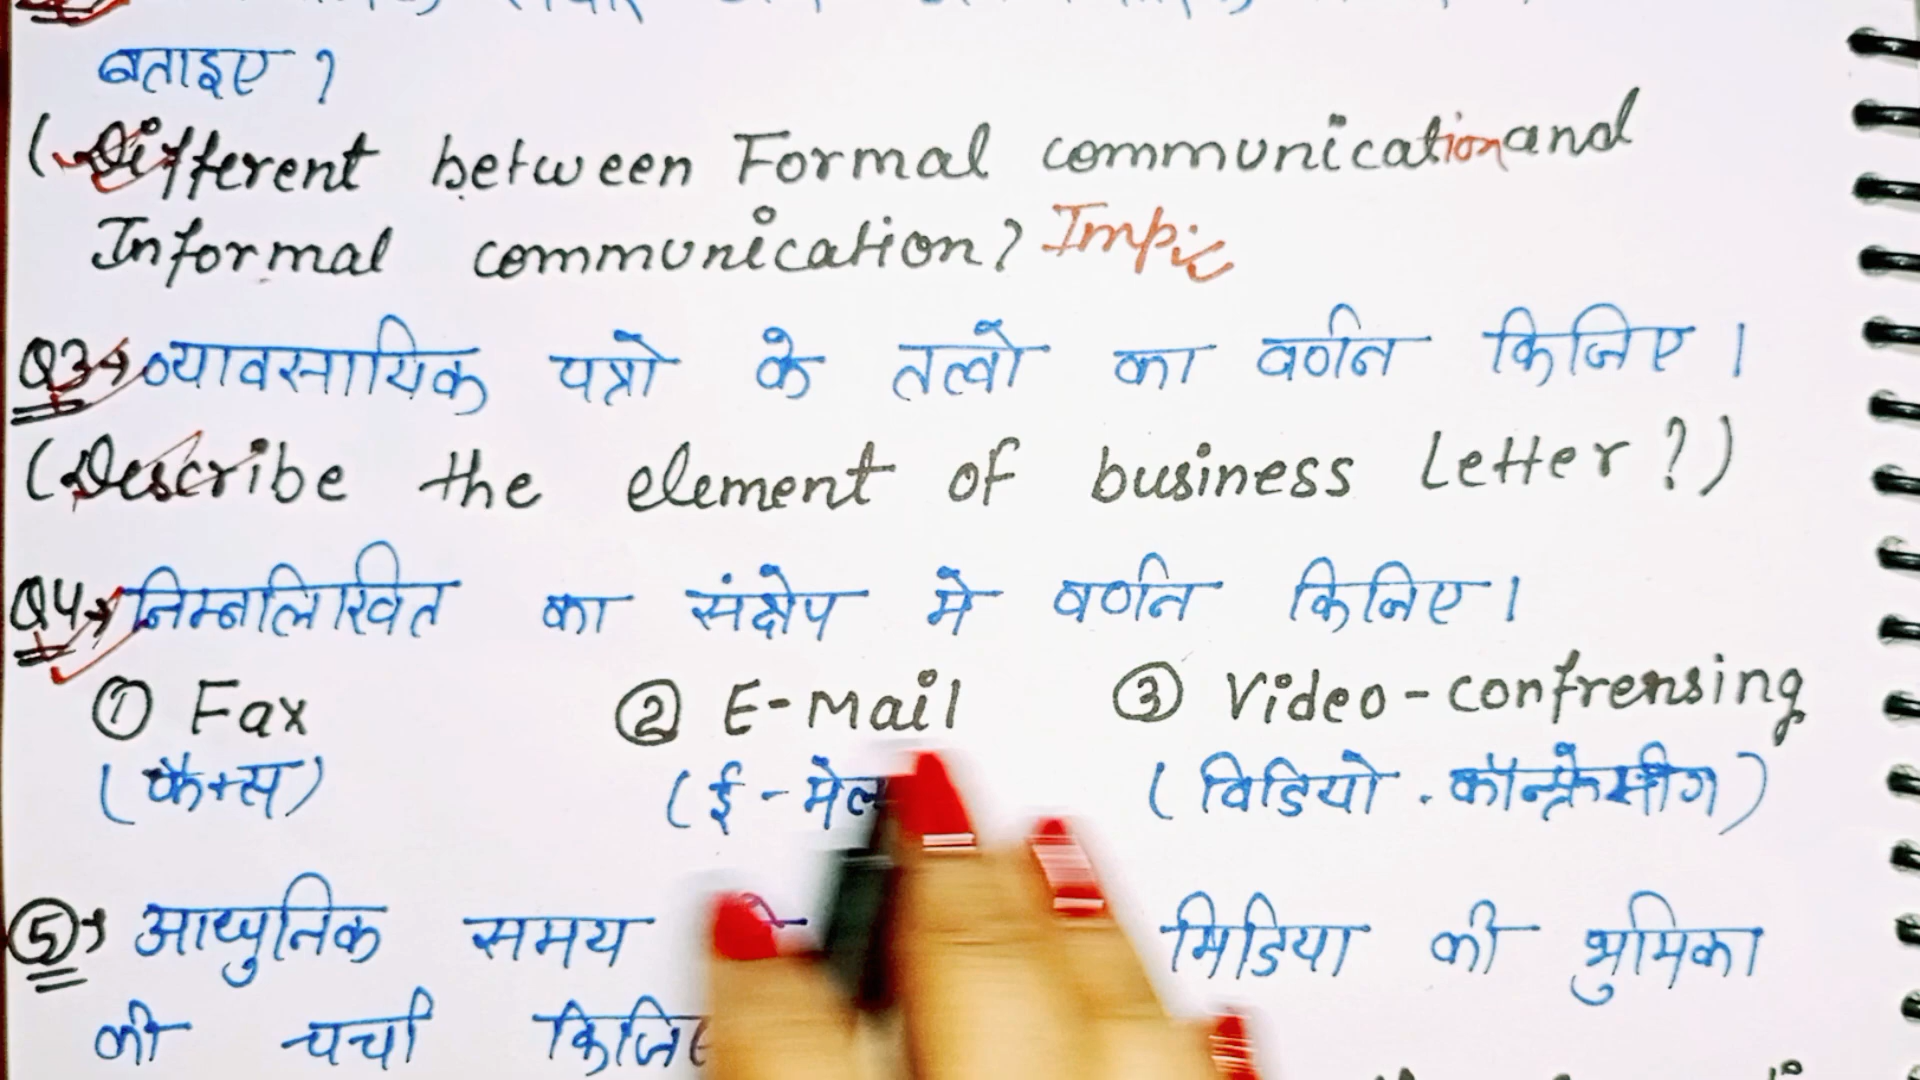 बताइए ?
(Different between Formal communication and
Informal communication? Imp
Q3→ व्यावसायिक पत्रो के तत्वो का वर्णन किजिए ।
(Describe the element of business Letter?)
Q4→ निम्नलिखित का संक्षेप मे वर्णन किजिए ।
① Fax ② E-Mail ③ Video-confrensing
(फैक्स) (ई-मेल (विडियो . कॉन्फ्रेसींग)
⑤→ आधुनिक समय मिडिया की भुमिका
की चर्चा